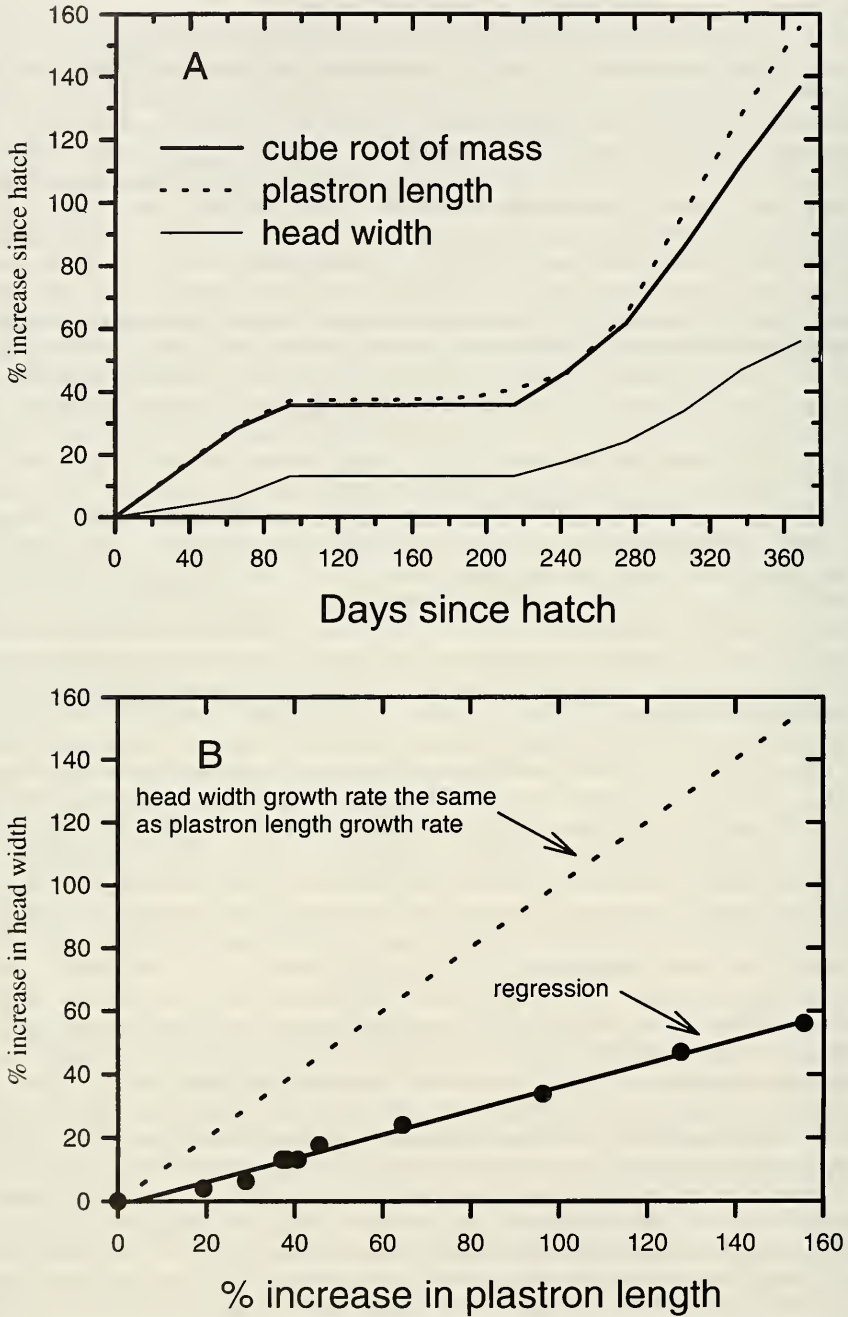 160
140
120
100
80
60
40
20
0
% increase since hatch
A
cube root of mass
plastron length
head width
0 40 80 120 160 200 240 280 320 360
Days since hatch
160
140
120
100
80
60
40
20
0
% increase in head width
B
head width growth rate the same
as plastron length growth rate
regression
0 20 40 60 80 100 120 140 160
% increase in plastron length